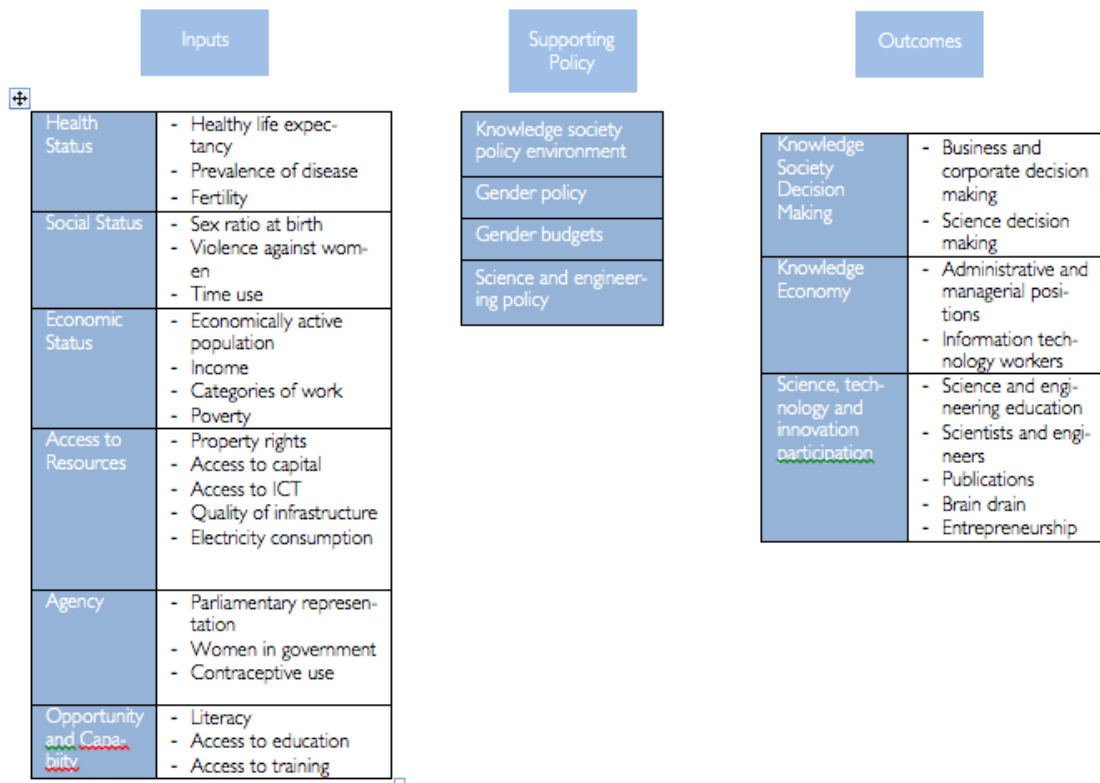 Inputs
Supporting
Policy
Outcomes
Health
Status
- Healthy life expec-
tancy
- Prevalence of disease
- Fertility
Social Status
- Sex ratio at birth
- Violence against wom-
en
- Time use
Economic
Status
- Economically active
population
- Income
- Categories of work
- Poverty
Access to
Resources
- Property rights
- Access to capital
- Access to ICT
- Quality of infrastructure
- Electricity consumption
Agency
- Parliamentary represen-
tation
- Women in government
- Contraceptive use
Opportunity
and Capa-
biity
- Literacy
- Access to education
- Access to training
Knowledge society
policy environment
Gender policy
Gender budgets
Science and engineer-
ing policy
Knowledge
Society
Decision
Making
- Business and
corporate decision
making
- Science decision
making
Knowledge
Economy
- Administrative and
managerial posi-
tions
- Information tech-
nology workers
Science, tech-
nology and
innovation
participation
- Science and engi-
neering education
- Scientists and engi-
neers
- Publications
- Brain drain
- Entrepreneurship